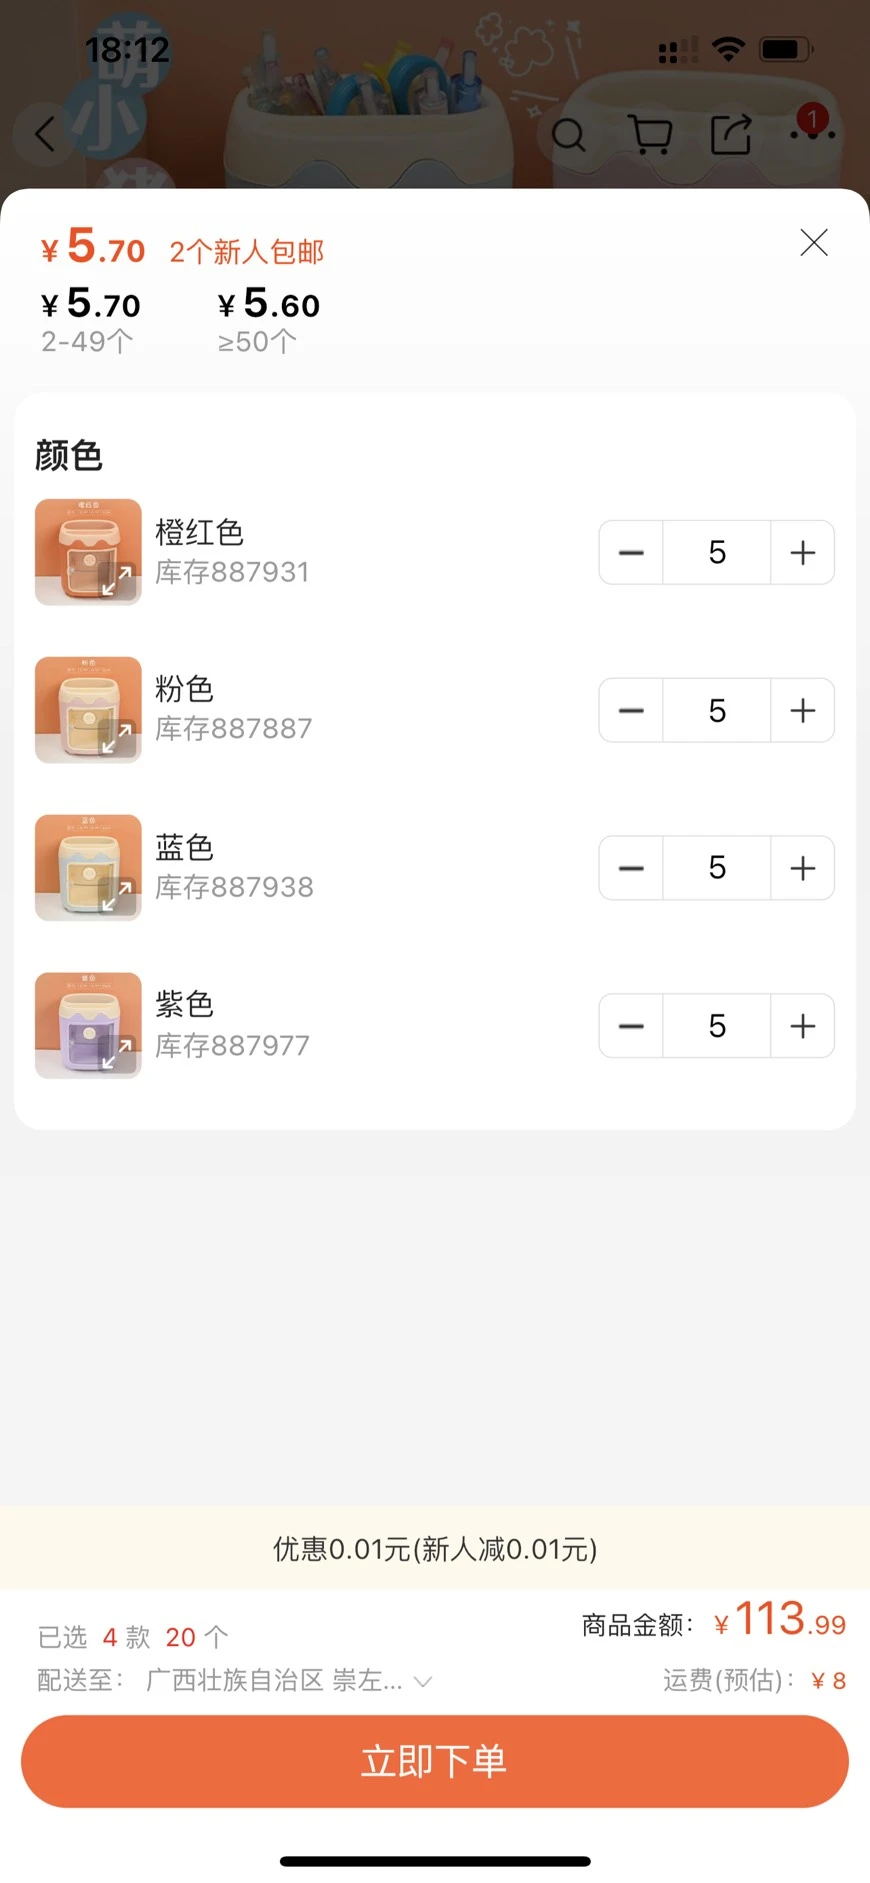 18:12
萌
小
猪
1
¥5.70 2个新人包邮
¥5.70 ¥5.60
2-49个 ≥50个
颜色
橙红色
库存887931
5
粉色
库存887887
5
蓝色
库存887938
5
紫色
库存887977
5
优惠0.01元(新人减0.01元)
已选 4 款 20 个
商品金额: ¥113.99
配送至: 广西壮族自治区 崇左...
运费(预估): ¥8
立即下单